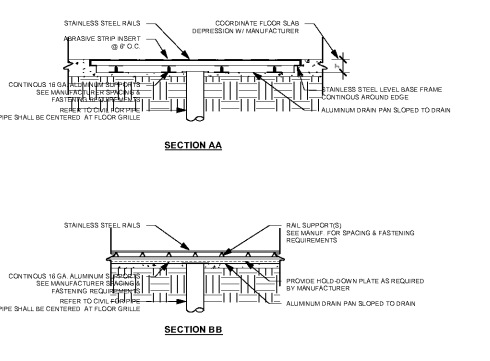 STAINLESS STEEL RAILS
COORDINATE FLOOR SLAB
DEPRESSION W/ MANUFACTURER
ABRASIVE STRIP INSERT
@ 6" O.C.
CONTINOUS 16 GA. ALUMINUM SUPPORTS
SEE MANUFACTURER SPACING &
FASTENING REQUIREMENTS
REFER TO CIVIL FOR PIPE
PIPE SHALL BE CENTERED AT FLOOR GRILLE
STAINLESS STEEL LEVEL BASE FRAME
CONTINOUS AROUND EDGE
ALUMINUM DRAIN PAN SLOPED TO DRAIN
SECTION AA
STAINLESS STEEL RAILS
RAIL SUPPORT(S)
SEE MANUF. FOR SPACING & FASTENING
REQUIREMENTS
CONTINOUS 16 GA. ALUMINUM SUPPORTS
SEE MANUFACTURER SPACING &
FASTENING REQUIREMENTS
REFER TO CIVIL FOR PIPE
PIPE SHALL BE CENTERED AT FLOOR GRILLE
PROVIDE HOLD-DOWN PLATE AS REQUIRED
BY MANUFACTURER
ALUMINUM DRAIN PAN SLOPED TO DRAIN
SECTION BB